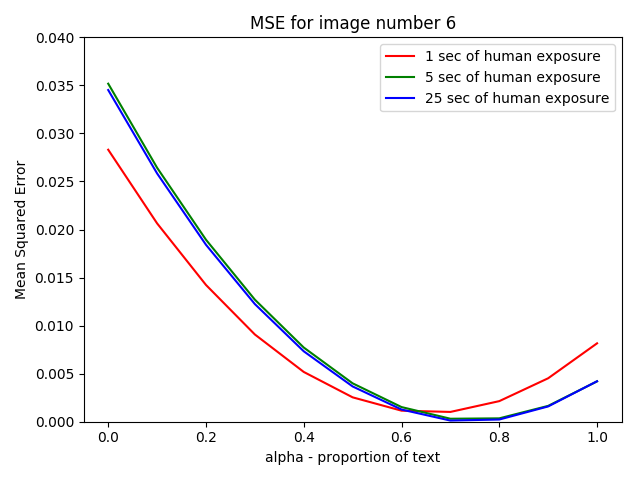 MSE for image number 6
1 sec of human exposure
5 sec of human exposure
25 sec of human exposure
Mean Squared Error
0.040
0.035
0.030
0.025
0.020
0.015
0.010
0.005
0.000
0.0 0.2 0.4 0.6 0.8 1.0
alpha - proportion of text